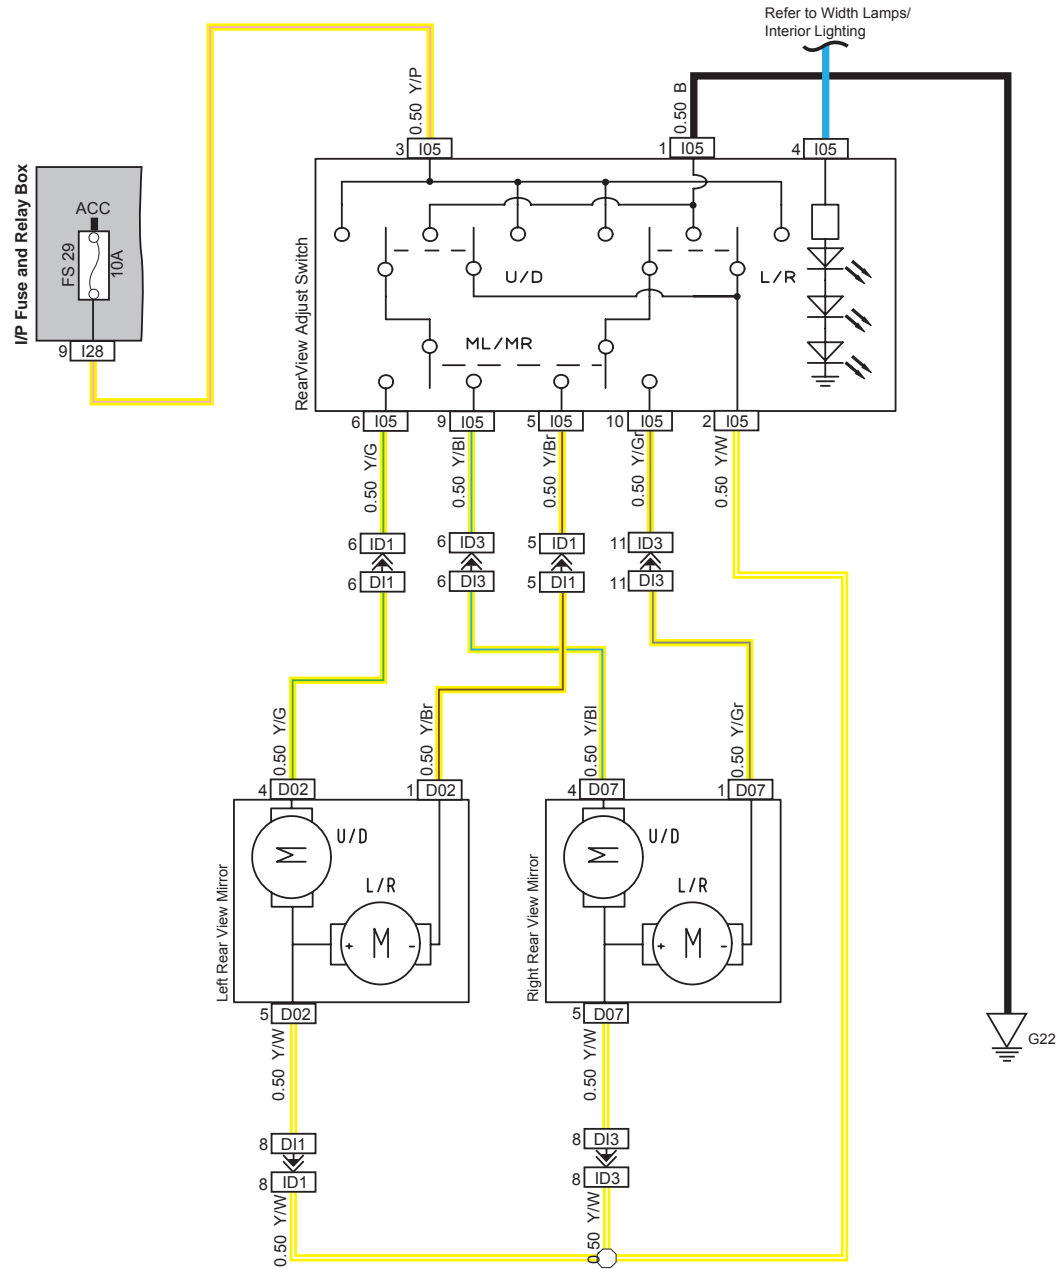 Refer to Width Lamps/
Interior Lighting
0.50 Y/P
0.50 B
3 I05
1 I05
4 I05
I/P Fuse and Relay Box
ACC
FS 29
10A
9 I28
RearView Adjust Switch
U/D
L/R
ML/MR
6 I05
9 I05
5 I05
10 I05
2 I05
0.50 Y/G
0.50 Y/Bl
0.50 Y/Br
0.50 Y/Gr
0.50 Y/W
6 ID1
6 ID3
5 ID1
11 ID3
6 DI1
6 DI3
5 DI1
11 DI3
0.50 Y/G
0.50 Y/Br
0.50 Y/Bl
0.50 Y/Gr
4 D02
1 D02
4 D07
1 D07
Left Rear View Mirror
M
U/D
L/R
+ M -
Right Rear View Mirror
M
U/D
L/R
+ M -
5 D02
5 D07
G22
0.50 Y/W
0.50 Y/W
8 DI1
8 DI3
8 ID1
8 ID3
0.50 Y/W
0.50 Y/W